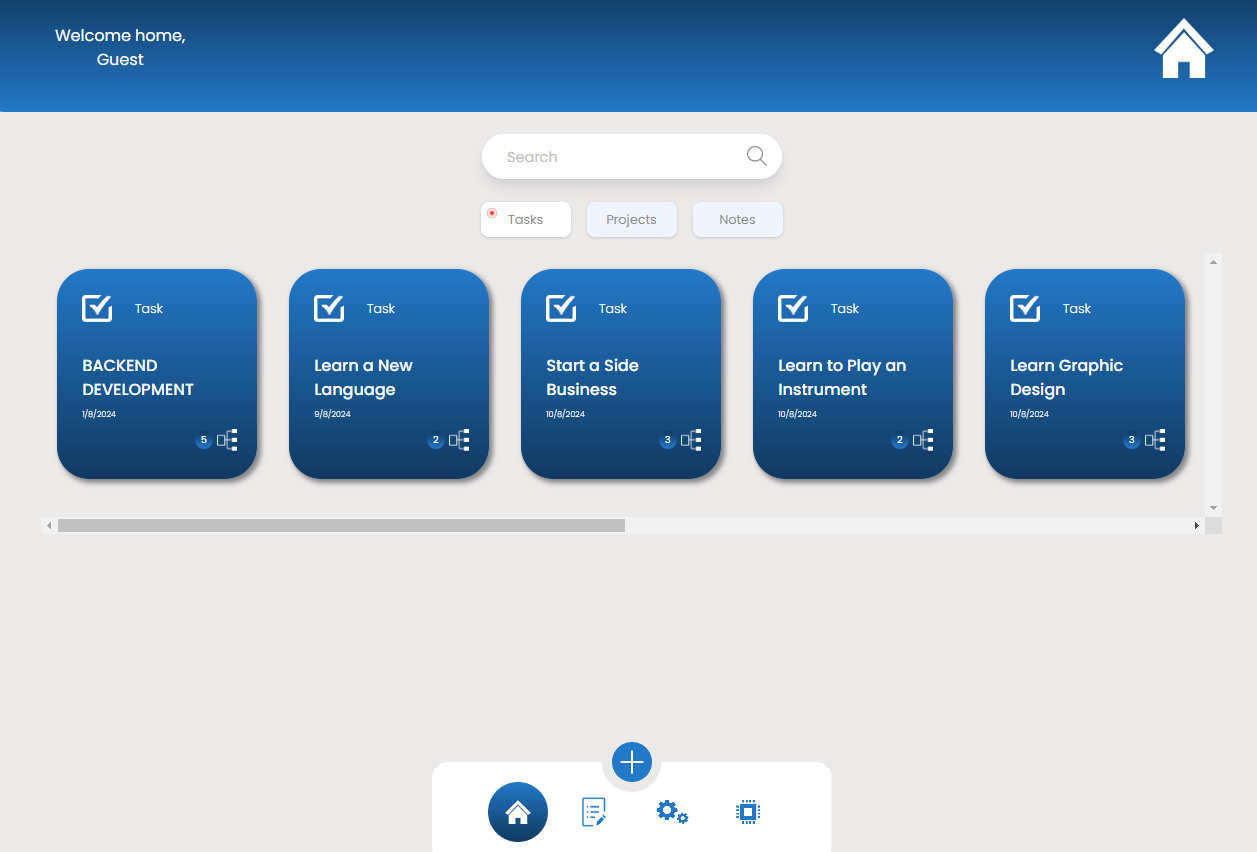 Welcome home,
Guest
Search
Tasks
Projects
Notes
Task
BACKEND
DEVELOPMENT
1/8/2024
5
Task
Learn a New
Language
9/8/2024
2
Task
Start a Side
Business
10/8/2024
3
Task
Learn to Play an
Instrument
10/8/2024
2
Task
Learn Graphic
Design
10/8/2024
3